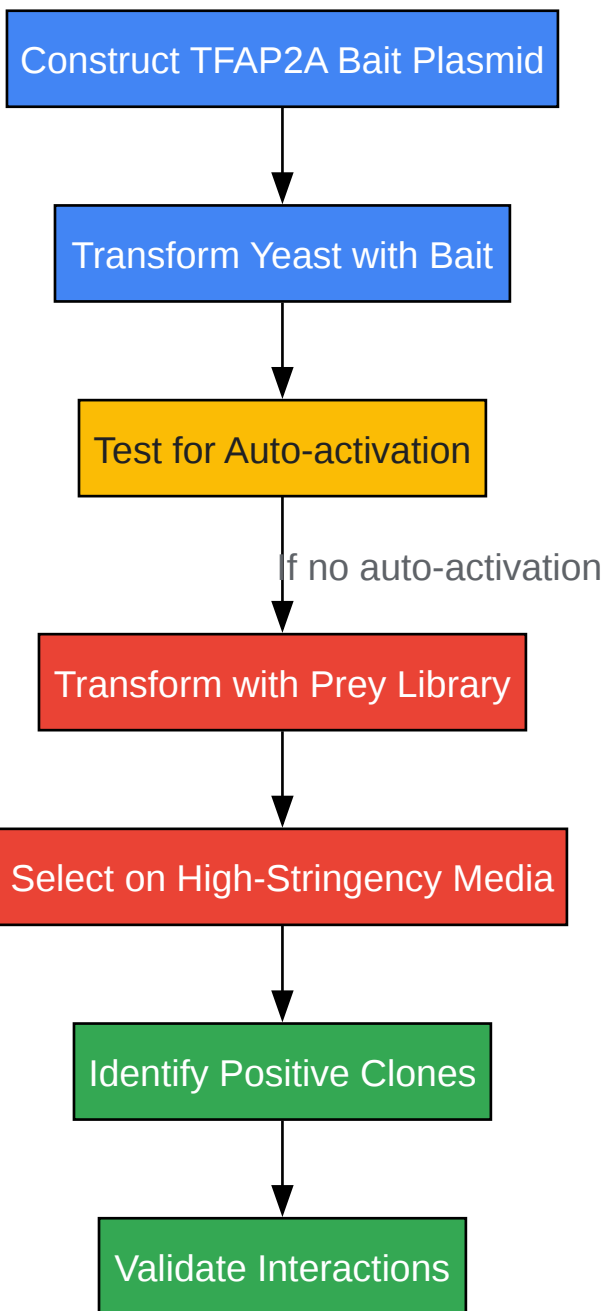 Construct TFAP2A Bait Plasmid
Transform Yeast with Bait
Test for Auto-activation
If no auto-activation
Transform with Prey Library
Select on High-Stringency Media
Identify Positive Clones
Validate Interactions